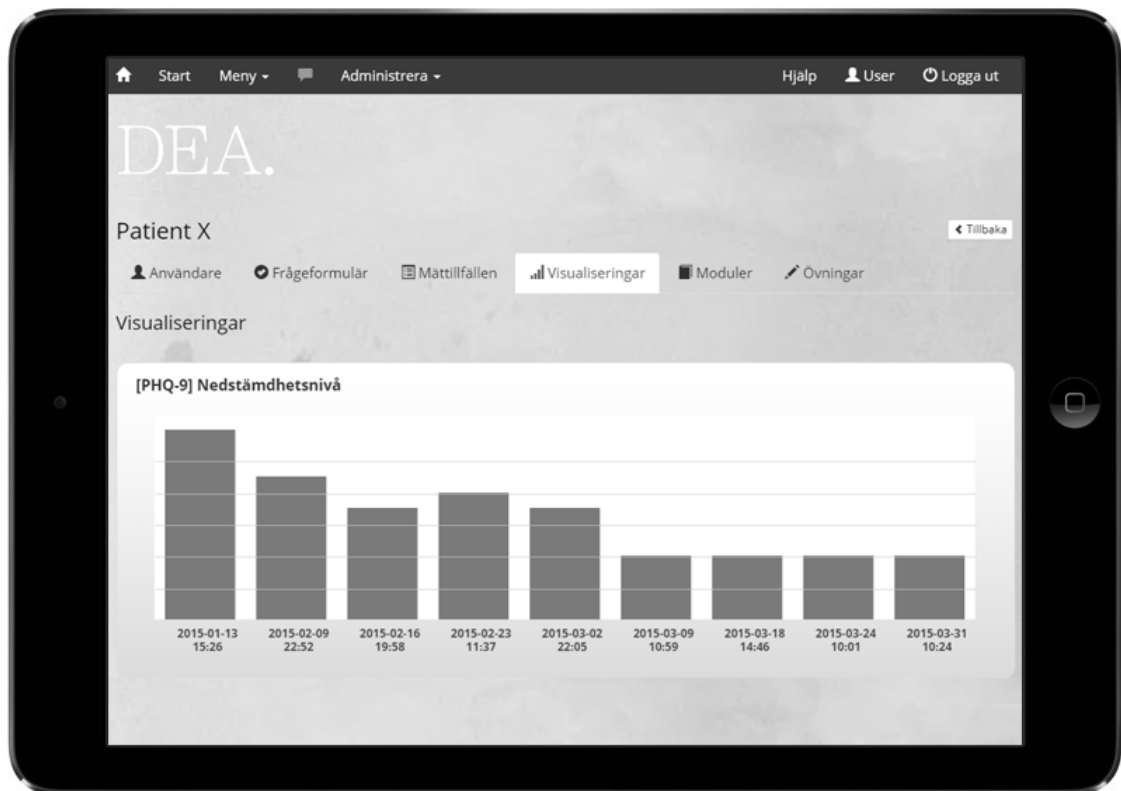 Start Meny Administrera Hjälp User Logga ut
DEA.
Patient X
Tillbaka
Användare Frågeformulär Mättillfällen Visualiseringar Moduler Övningar
Visualiseringar
[PHQ-9] Nedstämdhetsnivå
2015-01-13 2015-02-09 2015-02-16 2015-02-23 2015-03-02 2015-03-09 2015-03-18 2015-03-24 2015-03-31
15:26 22:52 19:58 11:37 22:05 10:59 14:46 10:01 10:24